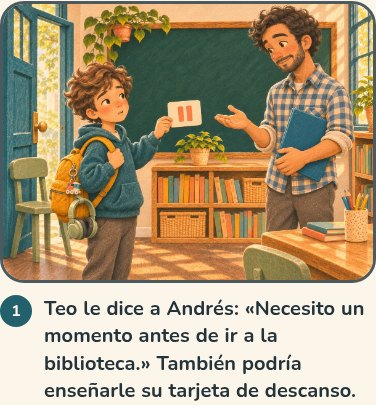 1
Teo le dice a Andrés: «Necesito un
momento antes de ir a la
biblioteca.» También podría
enseñarle su tarjeta de descanso.